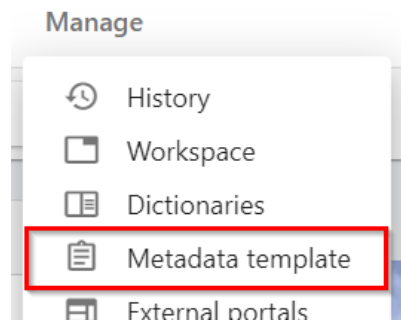 Manage
History
Workspace
Dictionaries
Metadata template
External portals